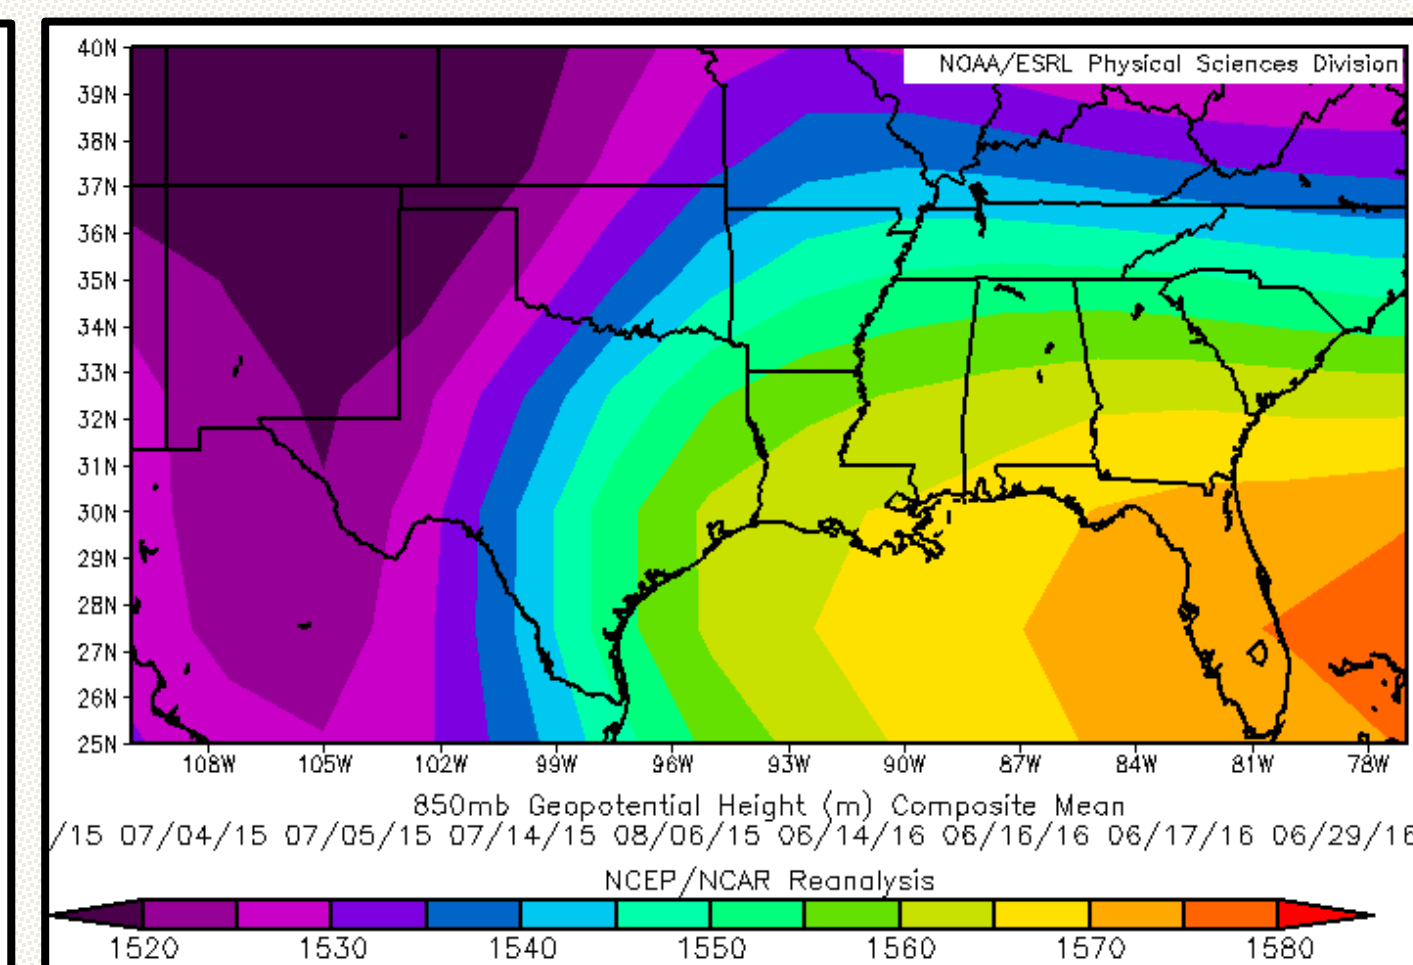 NOAA/ESRL Physical Sciences Division
40N
39N
38N
37N
36N
35N
34N
33N
32N
31N
30N
29N
28N
27N
26N
25N
108W 105W 102W 99W 96W 93W 90W 87W 84W 81W 78W
850mb Geopotential Height (m) Composite Mean
/15 07/04/15 07/05/15 07/14/15 08/06/15 06/14/16 06/16/16 06/17/16 06/29/16
NCEP/NCAR Reanalysis
1520 1530 1540 1550 1560 1570 1580